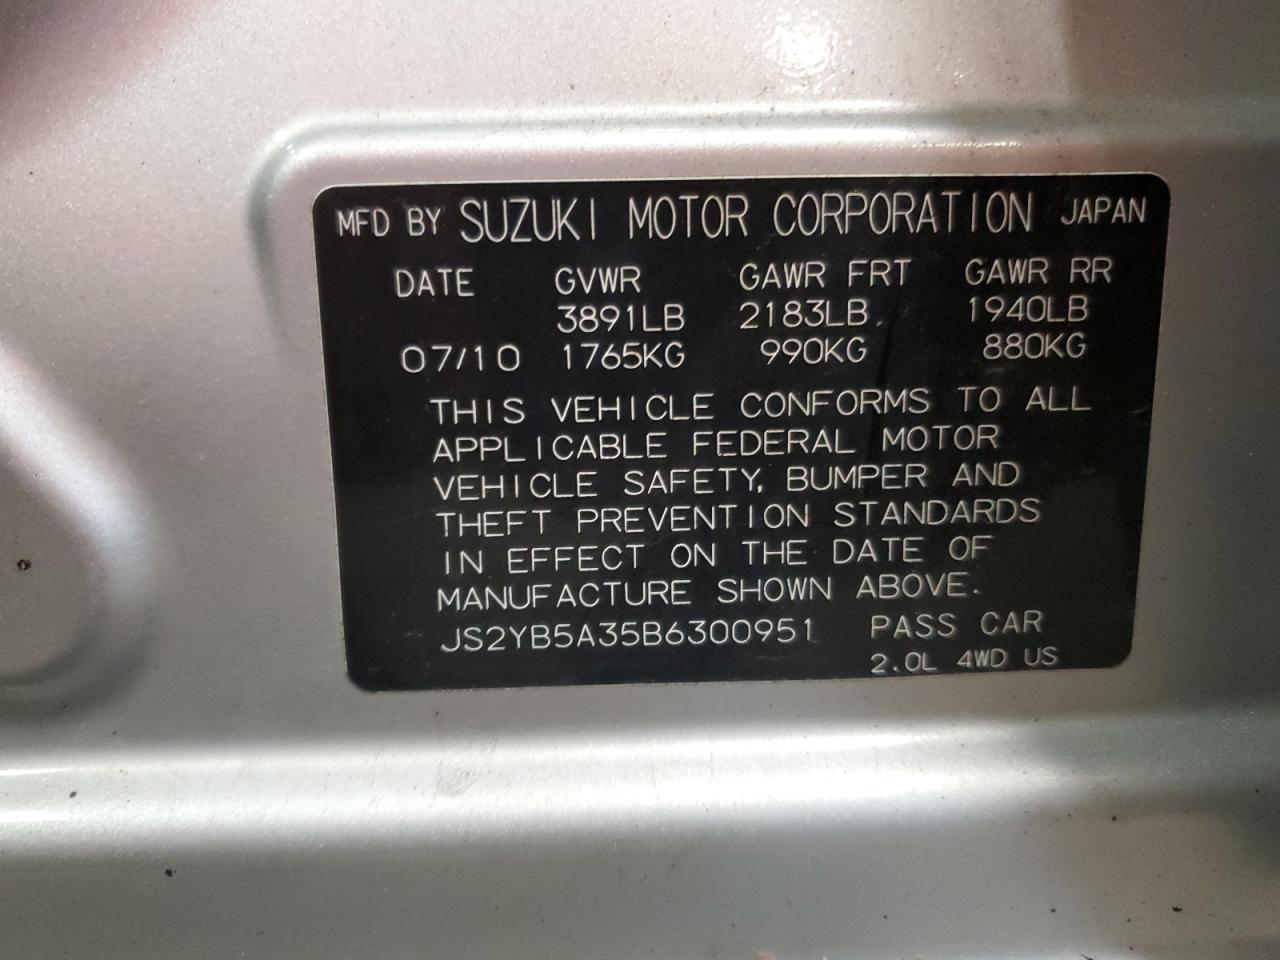 MFD BY SUZUKI MOTOR CORPORATION JAPAN
DATE GVWR GAWR FRT GAWR RR
3891LB 2183LB. 1940LB
07/10 1765KG 990KG 880KG
THIS VEHICLE CONFORMS TO ALL
APPLICABLE FEDERAL MOTOR
VEHICLE SAFETY, BUMPER AND
THEFT PREVENTION STANDARDS
IN EFFECT ON THE DATE OF
MANUFACTURE SHOWN ABOVE.
JS2YB5A35B6300951 PASS CAR
2.0L 4WD US